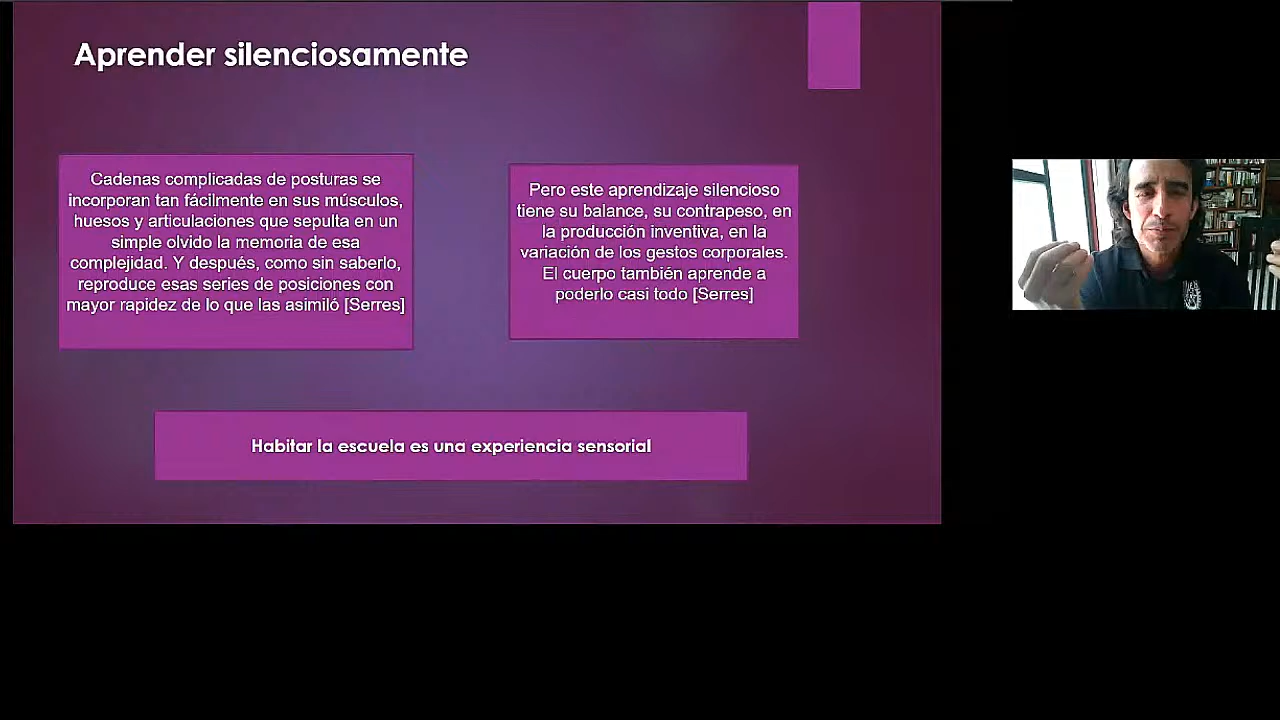 Aprender silenciosamente
Cadenas complicadas de posturas se
incorporan tan fácilmente en sus músculos,
huesos y articulaciones que sepulta en un
simple olvido la memoria de esa
complejidad. Y después, como sin saberlo,
reproduce esas series de posiciones con
mayor rapidez de lo que las asimiló [Serres]
Pero este aprendizaje silencioso
tiene su balance, su contrapeso, en
la producción inventiva, en la
variación de los gestos corporales.
El cuerpo también aprende a
poderlo casi todo [Serres]
Habitar la escuela es una experiencia sensorial